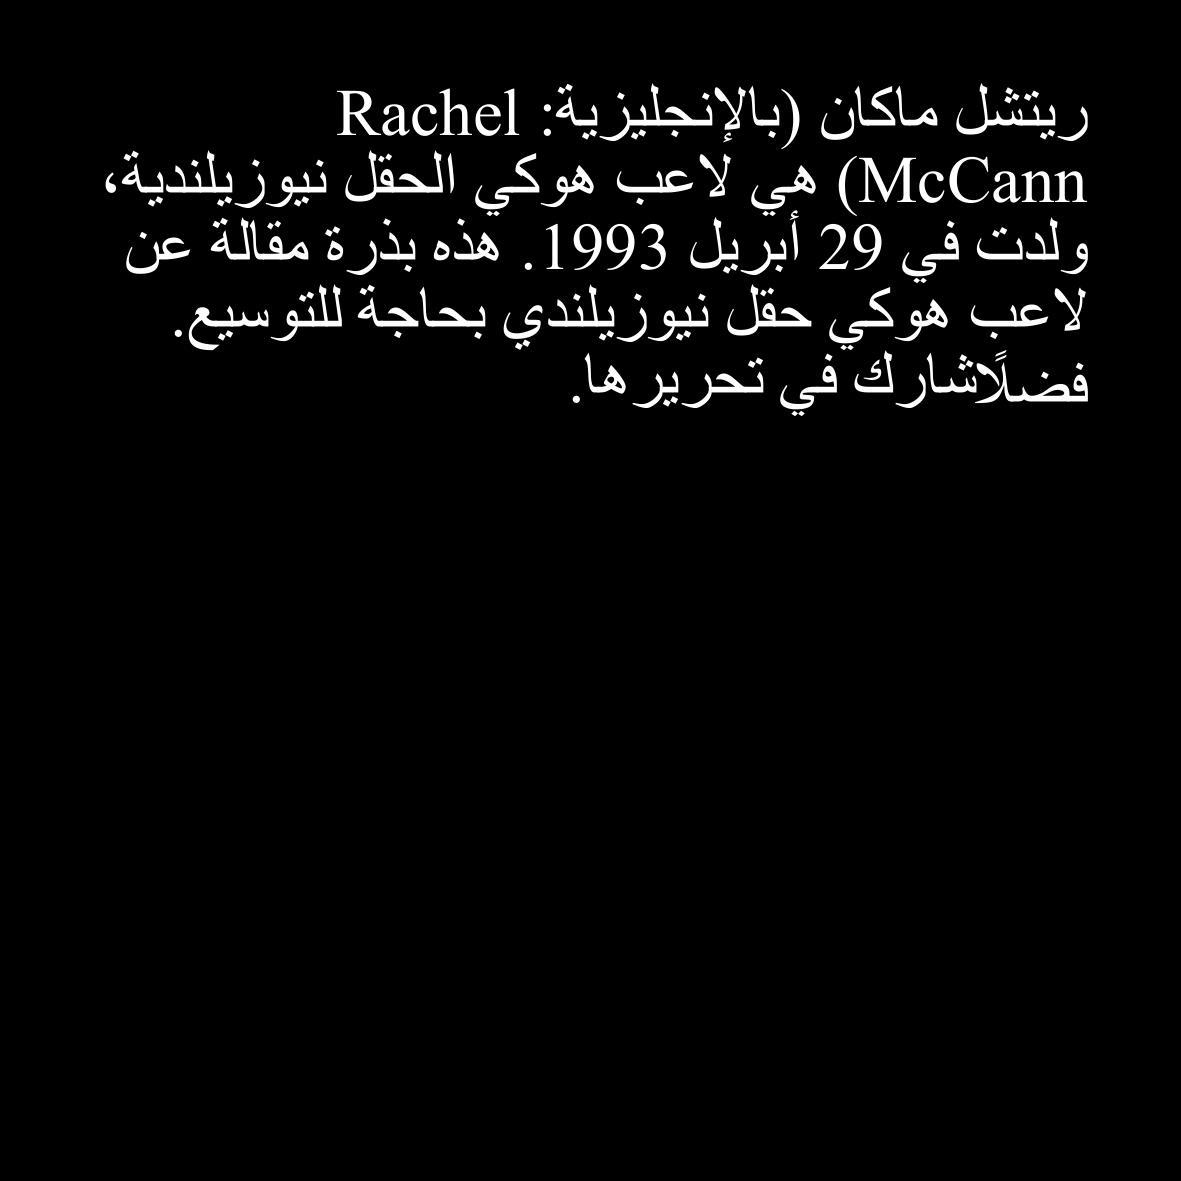 ريتشل ماكان (بالإنجليزية: Rachel
McCann) هي لاعب هوكي الحقل نيوزيلندية،
ولدت في 29 أبريل 1993. هذه بذرة مقالة عن
لاعب هوكي حقل نيوزيلندي بحاجة للتوسيع.
فضلًاشارك في تحريرها.